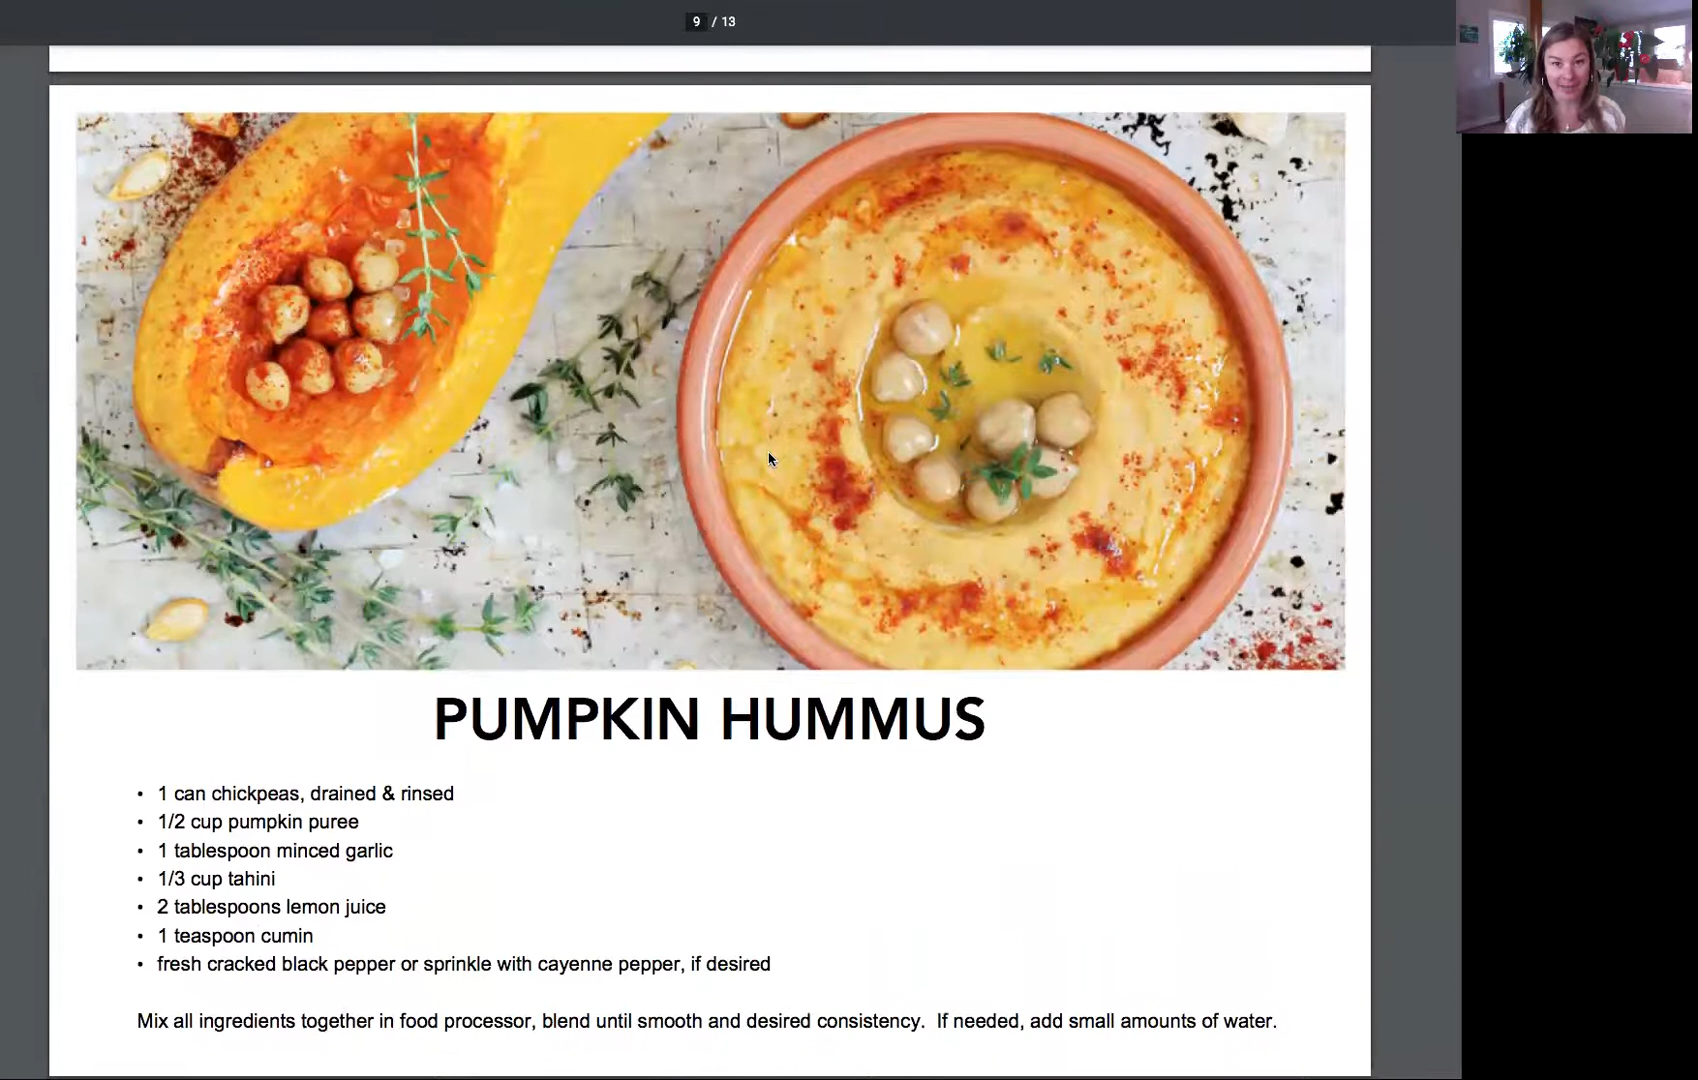 9 / 13
PUMPKIN HUMMUS
• 1 can chickpeas, drained & rinsed
• 1/2 cup pumpkin puree
• 1 tablespoon minced garlic
• 1/3 cup tahini
• 2 tablespoons lemon juice
• 1 teaspoon cumin
• fresh cracked black pepper or sprinkle with cayenne pepper, if desired
Mix all ingredients together in food processor, blend until smooth and desired consistency.  If needed, add small amounts of water.